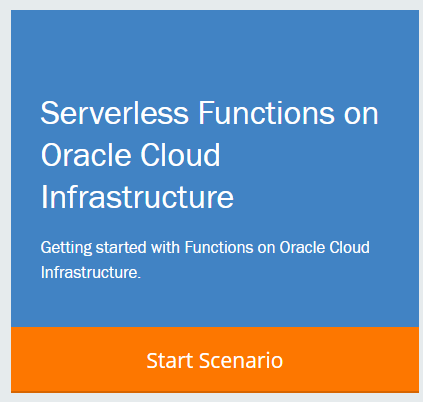 Serverless Functions on
Oracle Cloud
Infrastructure
Getting started with Functions on Oracle Cloud
Infrastructure.
Start Scenario